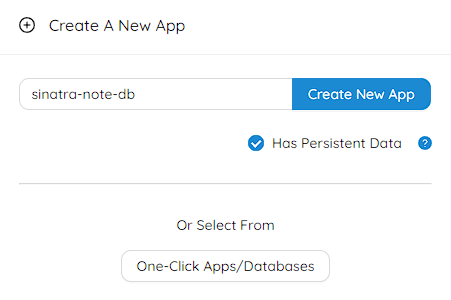 Create A New App
sinatra-note-db
Create New App
Has Persistent Data ?
Or Select From
One-Click Apps/Databases